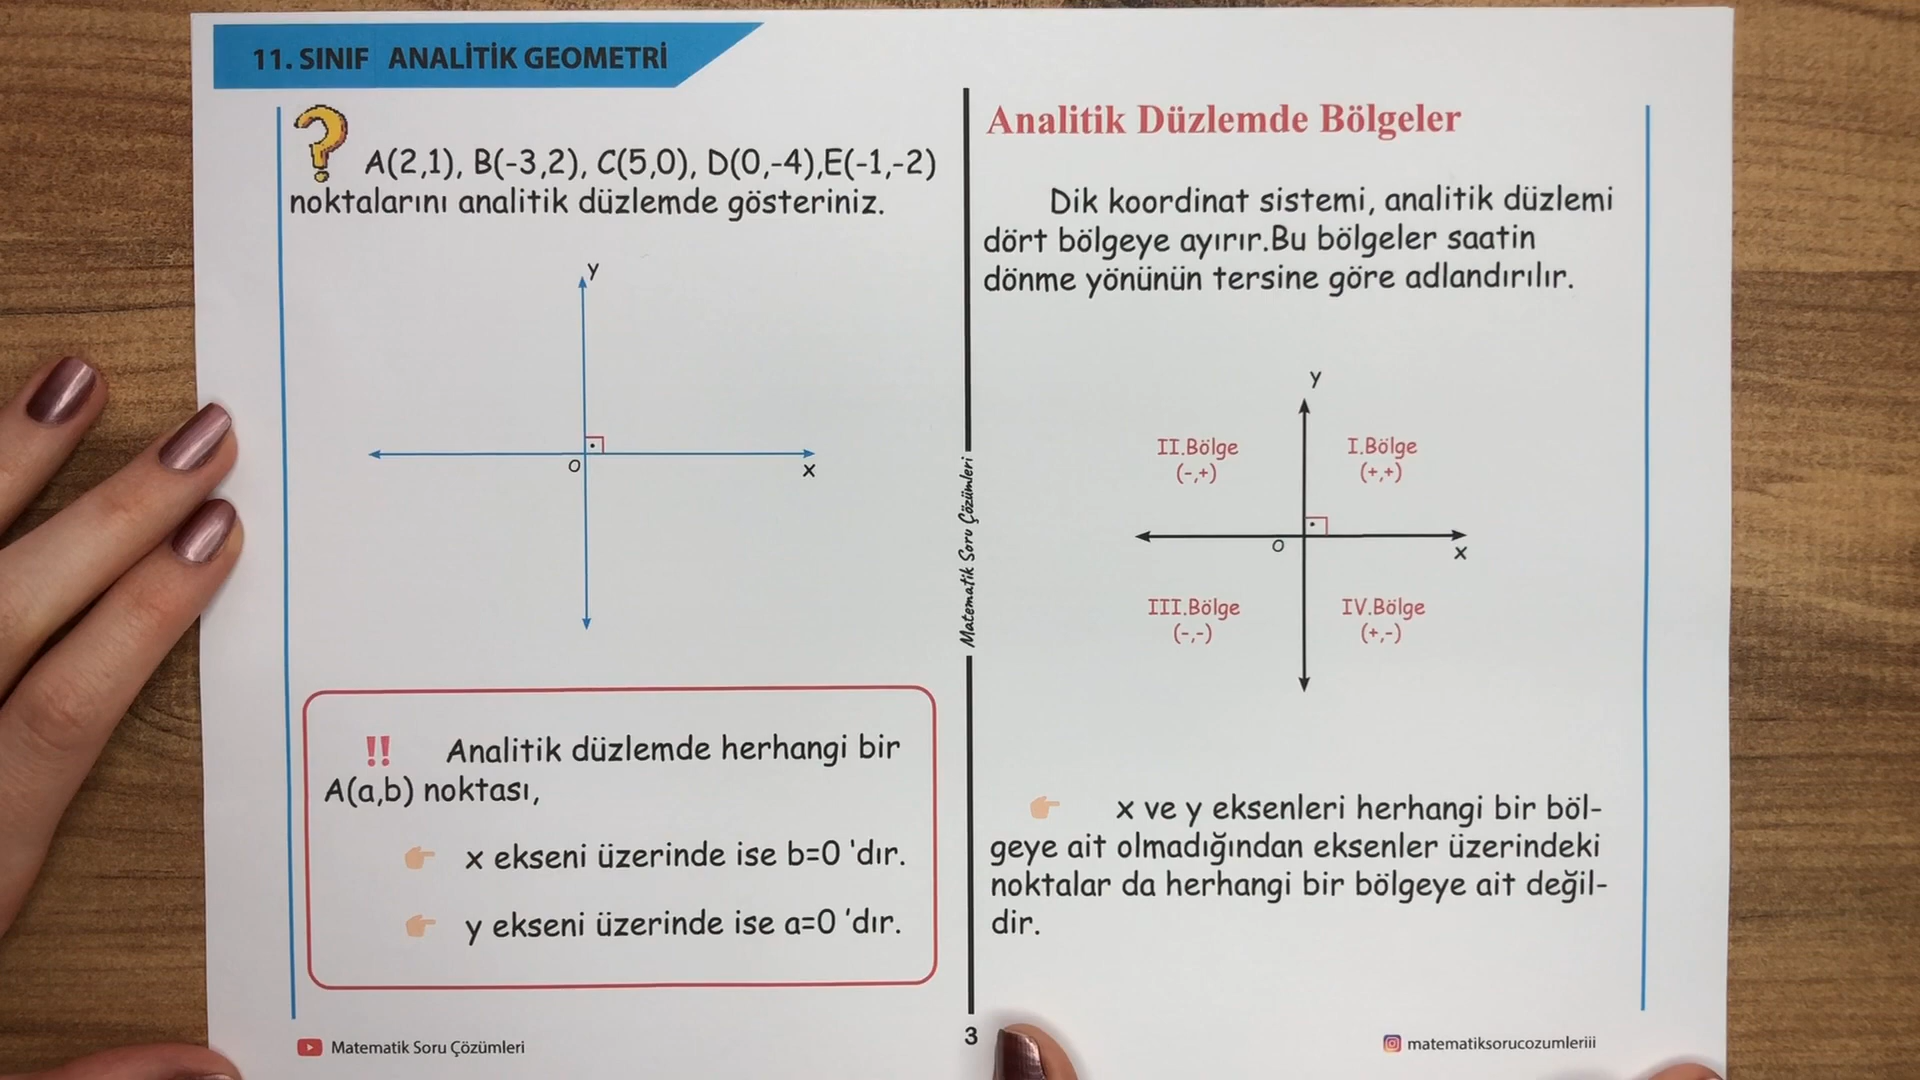 11. SINIF ANALİTİK GEOMETRİ
A(2,1), B(-3,2), C(5,0), D(0,-4),E(-1,-2)
noktalarını analitik düzlemde gösteriniz.
y
O
x
!! Analitik düzlemde herhangi bir
A(a,b) noktası,
x ekseni üzerinde ise b=0 'dır.
y ekseni üzerinde ise a=0 'dır.
Matematik Soru Çözümleri
Matematik Soru Çözümleri
3
Analitik Düzlemde Bölgeler
Dik koordinat sistemi, analitik düzlemi
dört bölgeye ayırır.Bu bölgeler saatin
dönme yönünün tersine göre adlandırılır.
y
II.Bölge
(-,+)
I.Bölge
(+,+)
O
x
III.Bölge
(-,-)
IV.Bölge
(+,-)
x ve y eksenleri herhangi bir böl-
geye ait olmadığından eksenler üzerindeki
noktalar da herhangi bir bölgeye ait değil-
dir.
matematiksorucozumleriii